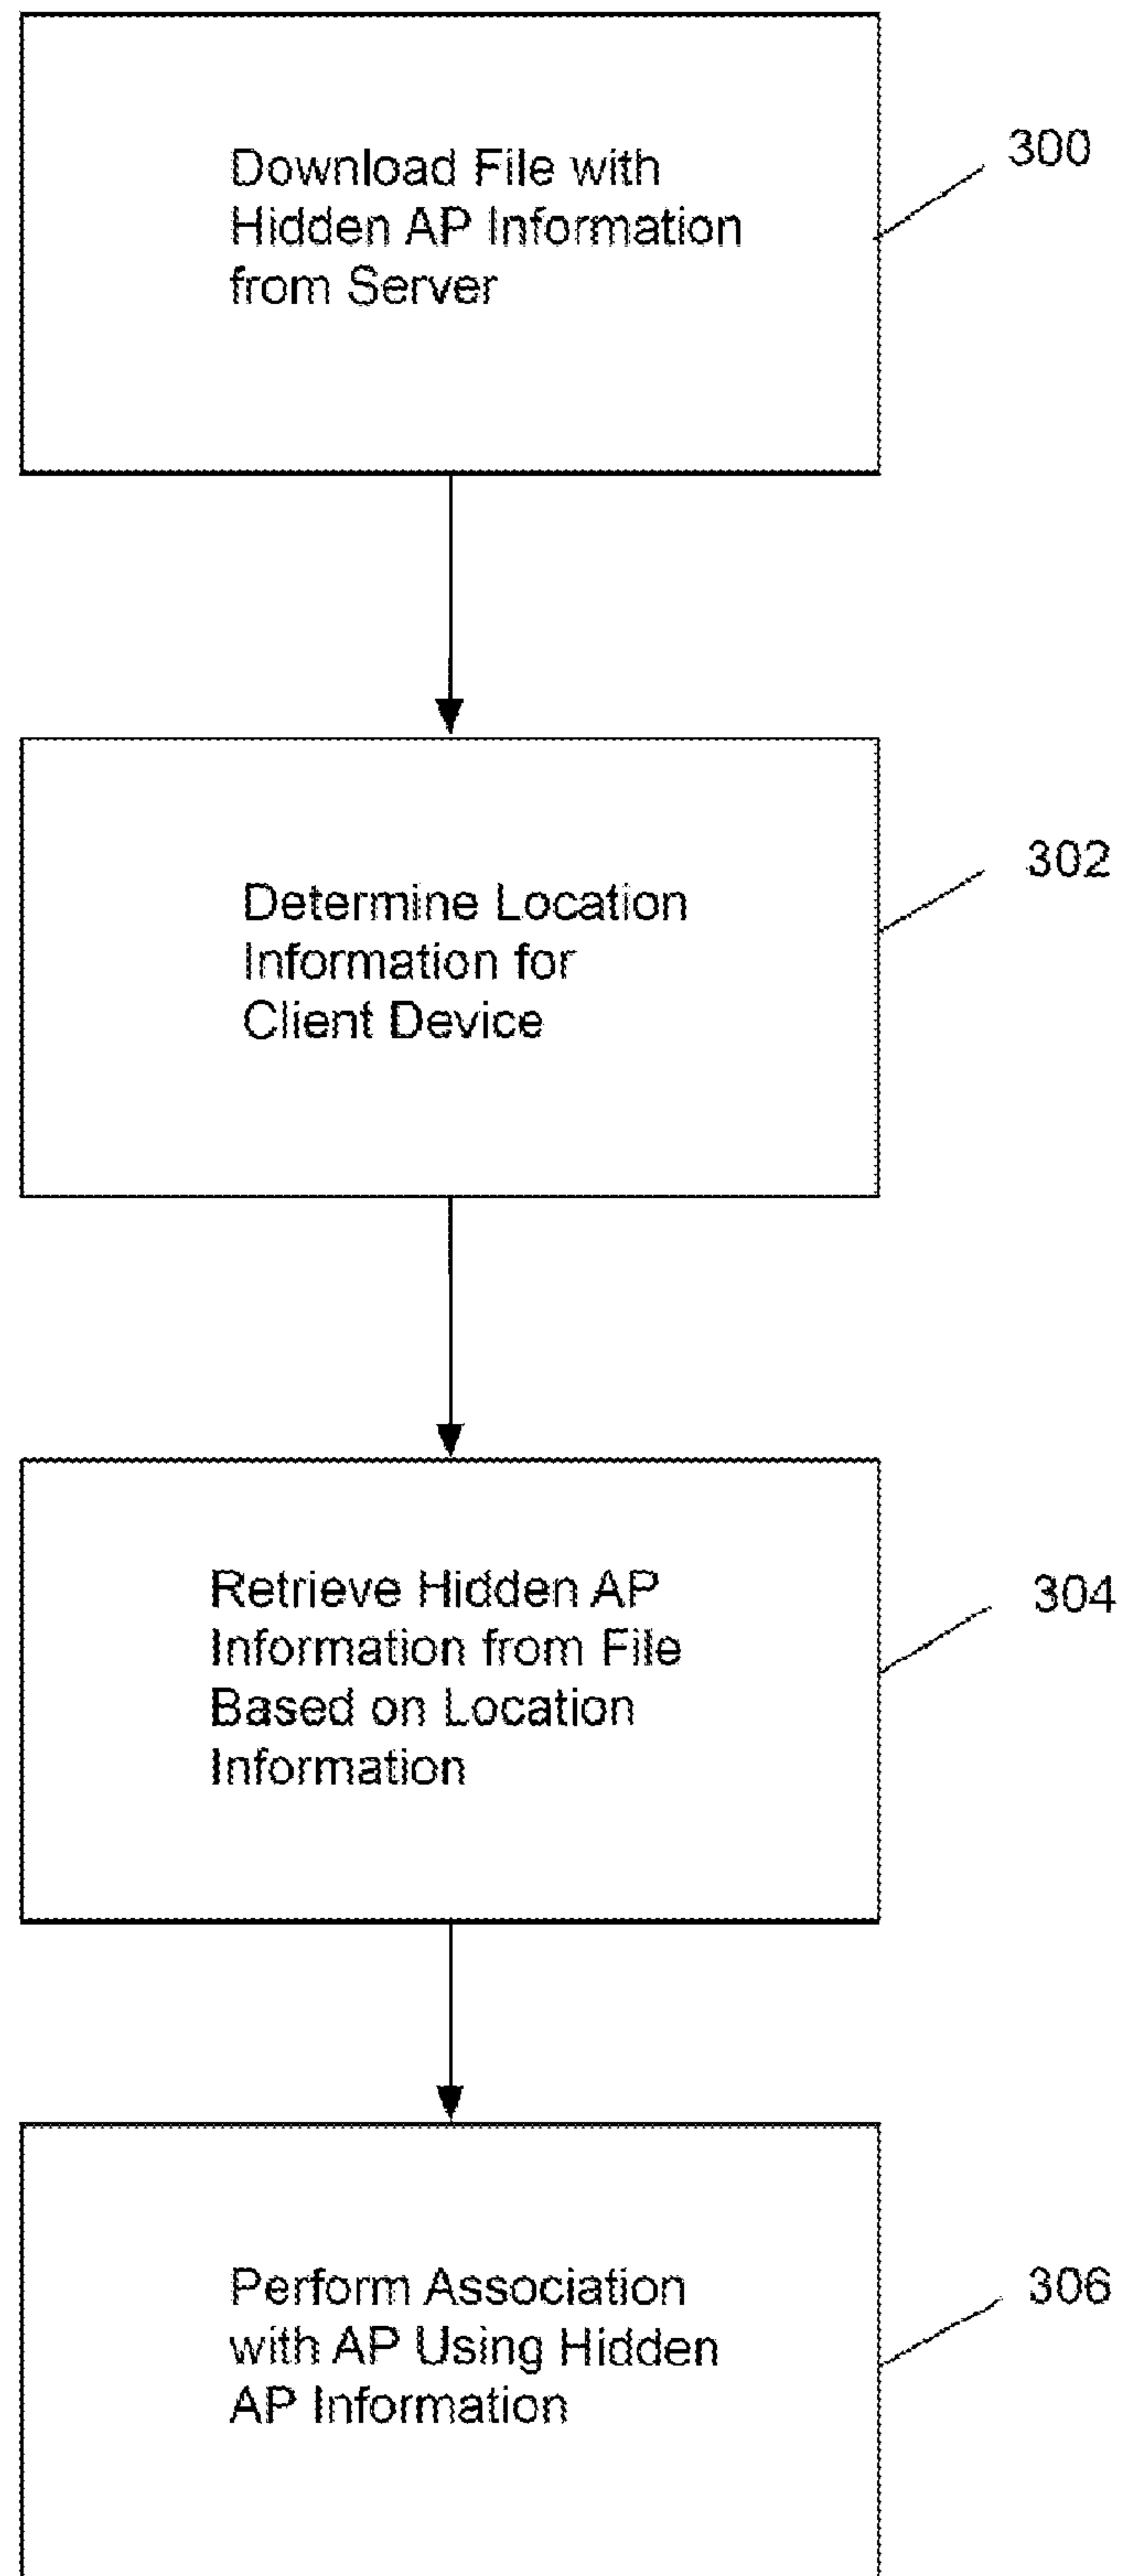 Download File with
Hidden AP Information
from Server
300
Determine Location
Information for
Client Device
302
Retrieve Hidden AP
Information from File
Based on Location
Information
304
Perform Association
with AP Using Hidden
AP Information
306